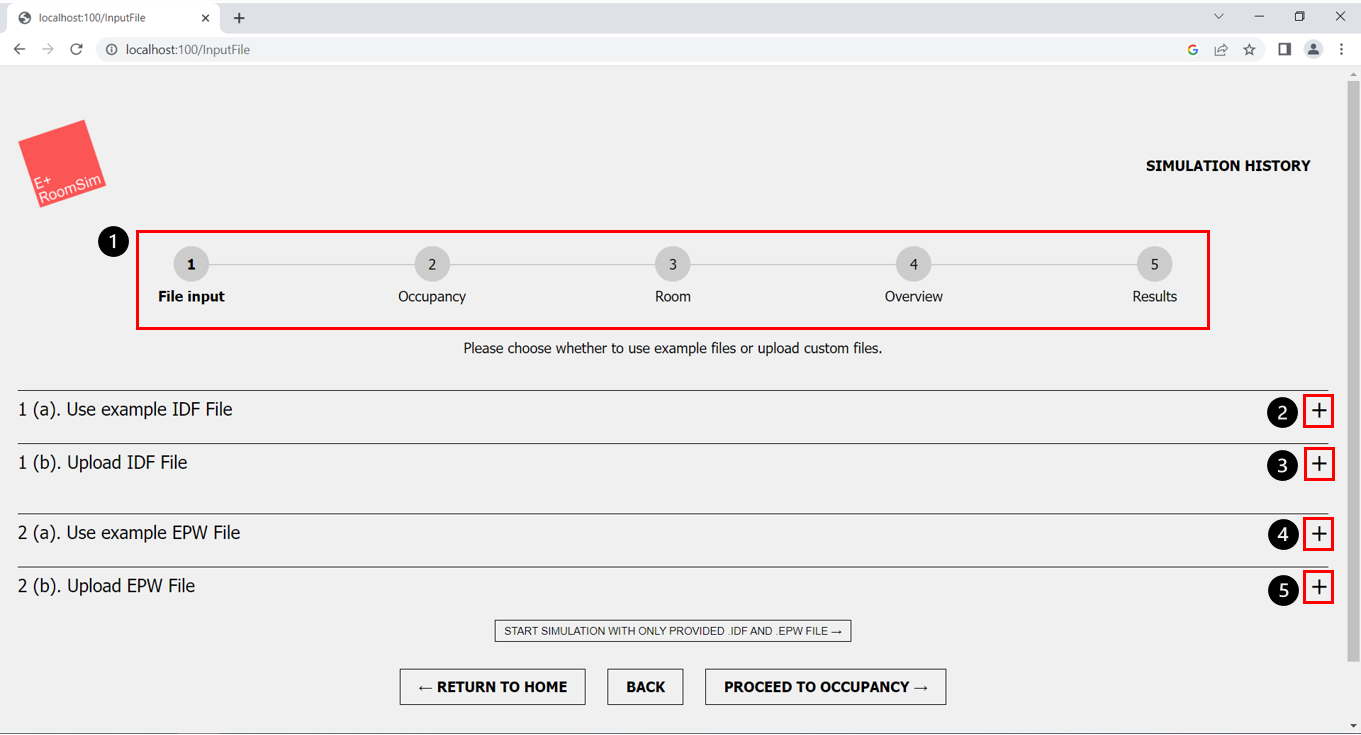 localhost:100/InputFile
localhost:100/InputFile
E+
RoomSim
SIMULATION HISTORY
1
1 2 3 4 5
File input Occupancy Room Overview Results
Please choose whether to use example files or upload custom files.
1 (a). Use example IDF File 2 +
1 (b). Upload IDF File 3 +
2 (a). Use example EPW File 4 +
2 (b). Upload EPW File 5 +
START SIMULATION WITH ONLY PROVIDED .IDF AND .EPW FILE →
← RETURN TO HOME BACK PROCEED TO OCCUPANCY →